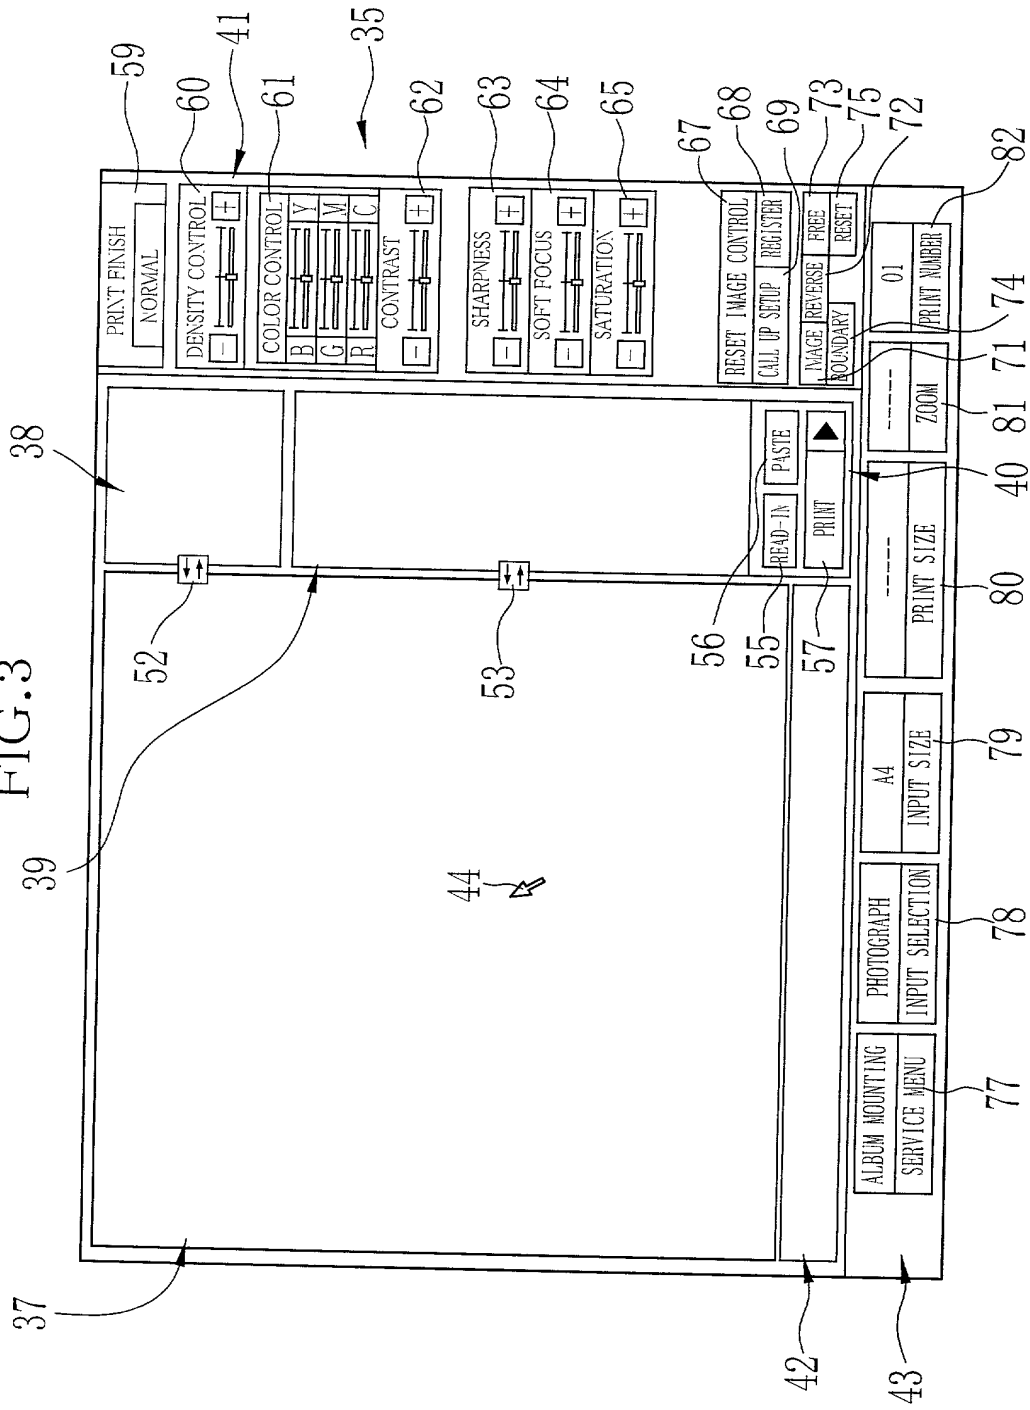 FIG.3
37
39
38
52
53
44
56
55
57
42
43
40
PRINT FINISH
NORMAL
59
DENSITY CONTROL
− +
60
41
COLOR CONTROL
B Y
G M
R C
61
35
CONTRAST
− +
62
SHARPNESS
− +
63
SOFT FOCUS
− +
64
SATURATION
− +
65
RESET IMAGE CONTROL
CALL UP SETUP REGISTER
67
68
69
IMAGE REVERSE FREE
BOUNDARY RESET
73
75
72
74
71
READ-IN PASTE
PRINT
ALBUM MOUNTING
SERVICE MENU
77
PHOTOGRAPH
INPUT SELECTION
78
A4
INPUT SIZE
79
------
PRINT SIZE
80
------
ZOOM
81
01
PRINT NUMBER
82